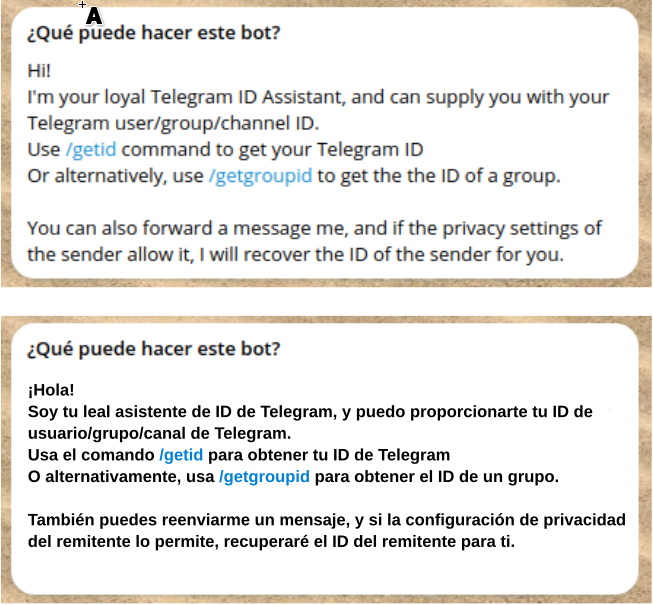 A
¿Qué puede hacer este bot?
Hi!
I'm your loyal Telegram ID Assistant, and can supply you with your
Telegram user/group/channel ID.
Use /getid command to get your Telegram ID
Or alternatively, use /getgroupid to get the the ID of a group.
You can also forward a message me, and if the privacy settings of
the sender allow it, I will recover the ID of the sender for you.
¿Qué puede hacer este bot?
¡Hola!
Soy tu leal asistente de ID de Telegram, y puedo proporcionarte tu ID de
usuario/grupo/canal de Telegram.
Usa el comando /getid para obtener tu ID de Telegram
O alternativamente, usa /getgroupid para obtener el ID de un grupo.
También puedes reenviarme un mensaje, y si la configuración de privacidad
del remitente lo permite, recuperaré el ID del remitente para ti.